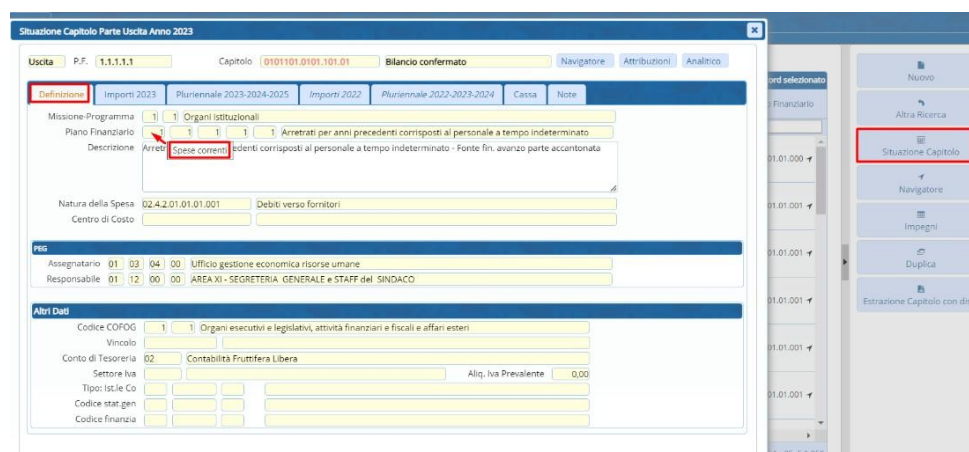 Situazione Capitolo Parte Uscita Anno 2023
Uscita P.F. 1.1.1.1.1 Capitolo 0101101.0101.101.01 Bilancio confermato Navigatore Attribuzioni Analitico
Definizione Importi 2023 Pluriennale 2023-2024-2025 Importi 2022 Pluriennale 2022-2023-2024 Cassa Note
Missione-Programma 1 1 Organi istituzionali
Piano Finanziario 1 1 1 1 1 Arretrati per anni precedenti corrisposti al personale a tempo indeterminato
Descrizione Arretr Spese correnti edenti corrisposti al personale a tempo indeterminato - Fonte fin. avanzo parte accantonata
Natura della Spesa 02.4.2.01.01.01.001 Debiti verso fornitori
Centro di Costo
PEG
Assegnatario 01 03 04 00 Ufficio gestione economica risorse umane
Responsabile 01 12 00 00 AREA XI - SEGRETERIA GENERALE e STAFF del SINDACO
Altri Dati
Codice COFOG 1 1 Organi esecutivi e legislativi, attività finanziari e fiscali e affari esteri
Vincolo
Conto di Tesoreria 02 Contabilità Fruttifera Libera
Settore Iva Aliq. Iva Prevalente 0,00
Tipo: Ist.le Co
Codice stat.gen
Codice finanzia
ord selezionato
Finanziario
01.01.000
01.01.001
01.01.001
01.01.001
01.01.001
01.01.001
Nuovo
Altra Ricerca
Situazione Capitolo
Navigatore
Impegni
Duplica
Estrazione Capitolo con di